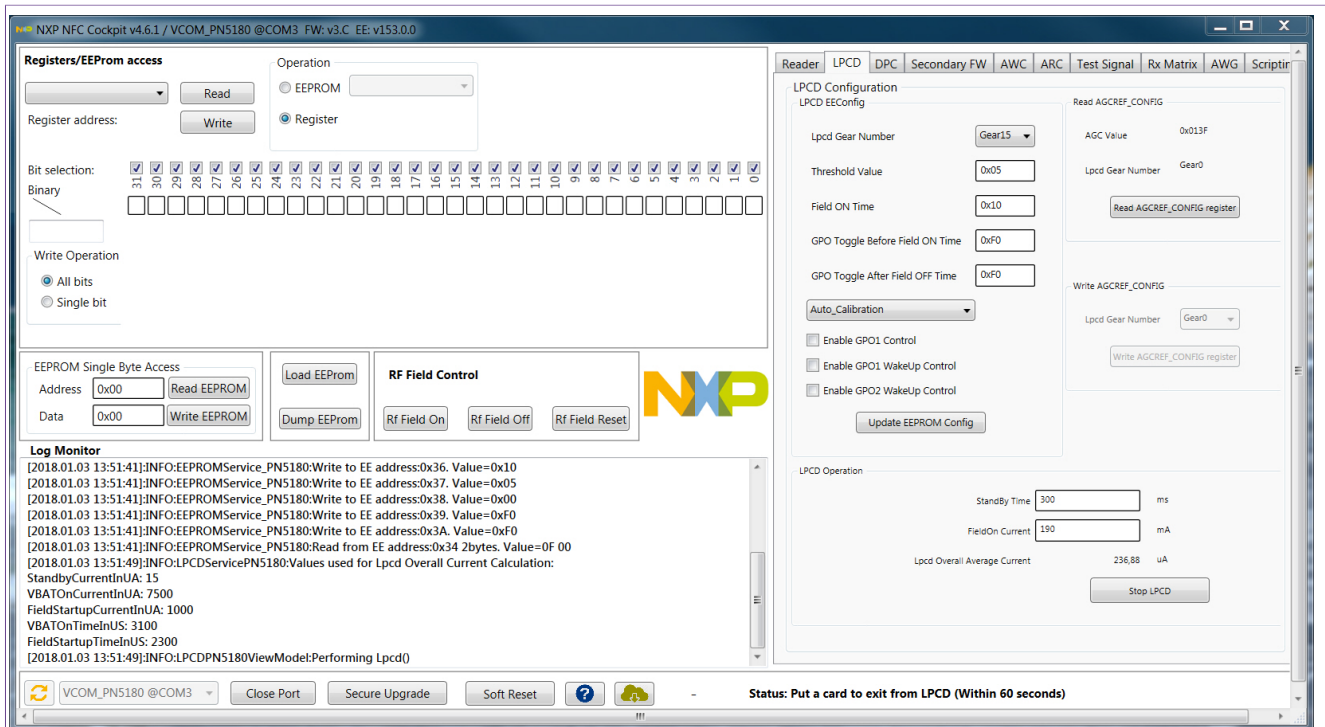 NXP NFC Cockpit v4.6.1 / VCOM_PN5180 @COM3 FW: v3.C EE: v153.0.0
Registers/EEProm access
Read
Register address:
Write
Operation
EEPROM
Register
Bit selection:
31 30 29 28 27 26 25 24 23 22 21 20 19 18 17 16 15 14 13 12 11 10 9 8 7 6 5 4 3 2 1 0
Binary
Write Operation
All bits
Single bit
EEPROM Single Byte Access
Address 0x00 Read EEPROM
Data 0x00 Write EEPROM
Load EEProm
Dump EEProm
RF Field Control
Rf Field On Rf Field Off Rf Field Reset
NXP
Log Monitor
[2018.01.03 13:51:41]:INFO:EEPROMService_PN5180:Write to EE address:0x36. Value=0x10
[2018.01.03 13:51:41]:INFO:EEPROMService_PN5180:Write to EE address:0x37. Value=0x05
[2018.01.03 13:51:41]:INFO:EEPROMService_PN5180:Write to EE address:0x38. Value=0x00
[2018.01.03 13:51:41]:INFO:EEPROMService_PN5180:Write to EE address:0x39. Value=0xF0
[2018.01.03 13:51:41]:INFO:EEPROMService_PN5180:Write to EE address:0x3A. Value=0xF0
[2018.01.03 13:51:41]:INFO:EEPROMService_PN5180:Read from EE address:0x34 2bytes. Value=0F 00
[2018.01.03 13:51:49]:INFO:LPCDServicePN5180:Values used for Lpcd Overall Current Calculation:
StandbyCurrentInUA: 15
VBATOnCurrentInUA: 7500
FieldStartupCurrentInUA: 1000
VBATOnTimeInUS: 3100
FieldStartupTimeInUS: 2300
[2018.01.03 13:51:49]:INFO:LPCDPN5180ViewModel:Performing Lpcd()
Reader LPCD DPC Secondary FW AWC ARC Test Signal Rx Matrix AWG Scriptin
LPCD Configuration
LPCD EEConfig
Lpcd Gear Number Gear15
Threshold Value 0x05
Field ON Time 0x10
GPO Toggle Before Field ON Time 0xF0
GPO Toggle After Field OFF Time 0xF0
Auto_Calibration
Enable GPO1 Control
Enable GPO1 WakeUp Control
Enable GPO2 WakeUp Control
Update EEPROM Config
Read AGCREF_CONFIG
AGC Value 0x013F
Lpcd Gear Number Gear0
Read AGCREF_CONFIG register
Write AGCREF_CONFIG
Lpcd Gear Number Gear0
Write AGCREF_CONFIG register
LPCD Operation
StandBy Time 300 ms
FieldOn Current 190 mA
Lpcd Overall Average Current 236,88 uA
Stop LPCD
VCOM_PN5180 @COM3 Close Port Secure Upgrade Soft Reset ? - Status: Put a card to exit from LPCD (Within 60 seconds)